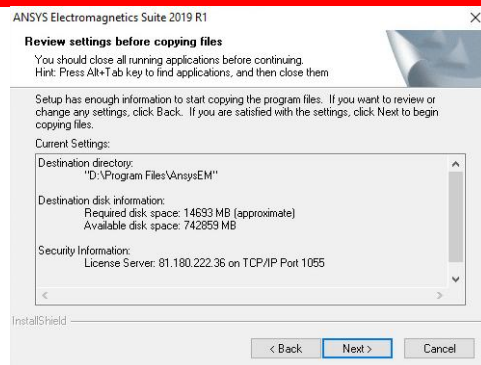 ANSYS Electromagnetics Suite 2019 R1
Review settings before copying files
You should close all running applications before continuing.
Hint: Press Alt+Tab key to find applications, and then close them
Setup has enough information to start copying the program files. If you want to review or
change any settings, click Back. If you are satisfied with the settings, click Next to begin
copying files.
Current Settings:
Destination directory:
"D:\Program Files\AnsysEM"
Destination disk information:
Required disk space: 14693 MB (approximate)
Available disk space: 742859 MB
Security Information:
License Server: 81.180.222.36 on TCP/IP Port 1055
InstallShield
< Back Next > Cancel